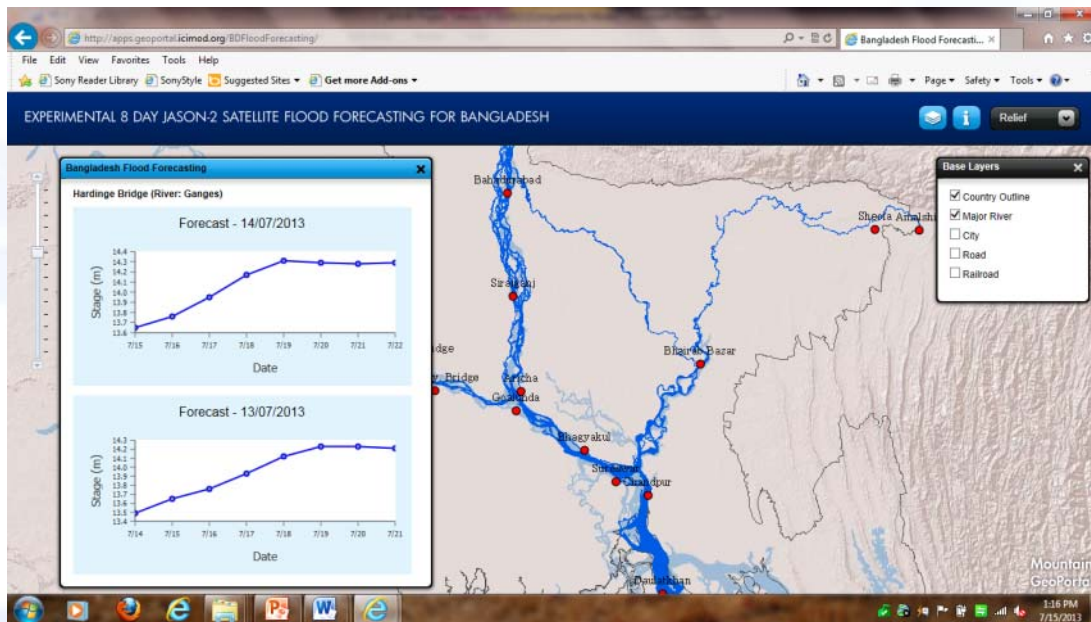 http://apps.geoportal.icimod.org/BDFloodForecasting/
Bangladesh Flood Forecasti...
File Edit View Favorites Tools Help
Sony Reader Library SonyStyle Suggested Sites Get more Add-ons
Page Safety Tools
EXPERIMENTAL 8 DAY JASON-2 SATELLITE FLOOD FORECASTING FOR BANGLADESH
Relief
Bangladesh Flood Forecasting
Hardinge Bridge (River: Ganges)
Forecast - 14/07/2013
Stage (m)
14.4
14.3
14.2
14.1
14.0
13.9
13.8
13.7
13.6
7/15 7/16 7/17 7/18 7/19 7/20 7/21 7/22
Date
Forecast - 13/07/2013
Stage (m)
14.3
14.2
14.1
14.0
13.9
13.8
13.7
13.6
13.5
13.4
7/14 7/15 7/16 7/17 7/18 7/19 7/20 7/21
Date
Bahadurabad
Sheola Amalshi
Sirajganj
Bhairab Bazar
Bridge
Aricha
Goalunda
Bhagyakul
Chandpur
Daulatkhan
Base Layers
Country Outline
Major River
City
Road
Railroad
Mountain
GeoPorta
1:16 PM
7/15/2013